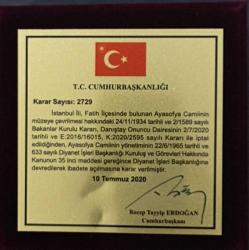 T.C. CUMHURBAŞKANLIĞI
Karar Sayısı: 2729
İstanbul İli, Fatih İlçesinde bulunan Ayasofya Camiinin
müzeye çevrilmesi hakkındaki 24/11/1934 tarihli ve 2/1589 sayılı
Bakanlar Kurulu Kararı, Danıştay Onuncu Dairesinin 2/7/2020
tarihli ve E:2016/16015, K:2020/2595 sayılı Kararı ile iptal
edildiğinden, Ayasofya Camiinin 22/6/1965 tarihli ve
633 sayılı Diyanet İşleri Başkanlığı Kuruluş ve Görevleri Hakkında
Kanunun 35 inci maddesi gereğince Diyanet İşleri Başkanlığına
devredilerek ibadete açılmasına karar verilmiştir.
10 Temmuz 2020
Recep Tayyip ERDOĞAN
Cumhurbaşkanı